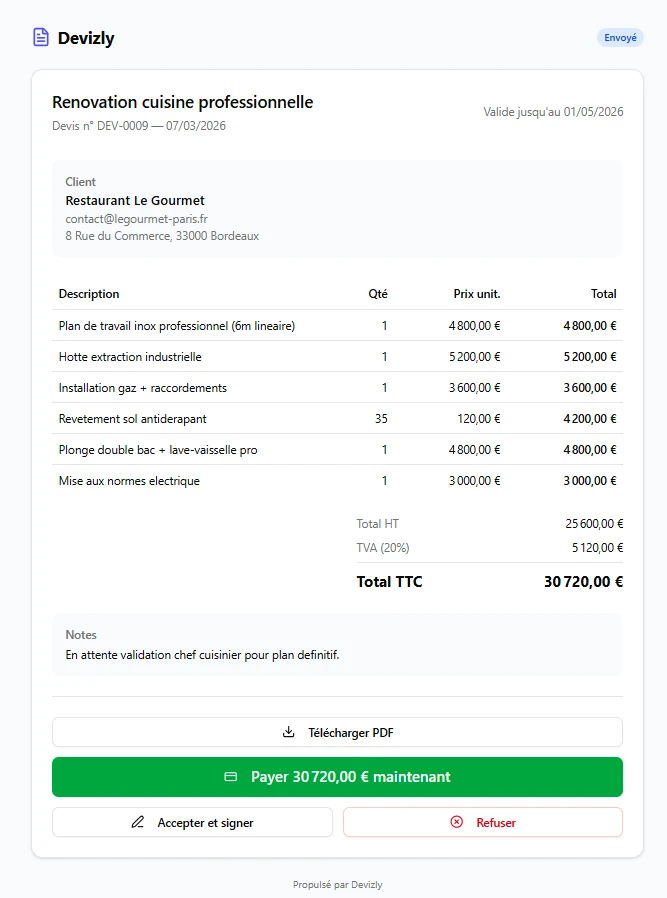 Devizly
Envoyé
Renovation cuisine professionnelle
Devis n° DEV-0009 — 07/03/2026
Valide jusqu'au 01/05/2026
Client
Restaurant Le Gourmet
contact@legourmet-paris.fr
8 Rue du Commerce, 33000 Bordeaux
Description Qté Prix unit. Total
Plan de travail inox professionnel (6m lineaire) 1 4 800,00 € 4 800,00 €
Hotte extraction industrielle 1 5 200,00 € 5 200,00 €
Installation gaz + raccordements 1 3 600,00 € 3 600,00 €
Revetement sol antiderapant 35 120,00 € 4 200,00 €
Plonge double bac + lave-vaisselle pro 1 4 800,00 € 4 800,00 €
Mise aux normes electrique 1 3 000,00 € 3 000,00 €
Total HT 25 600,00 €
TVA (20%) 5 120,00 €
Total TTC 30 720,00 €
Notes
En attente validation chef cuisinier pour plan definitif.
Télécharger PDF
Payer 30 720,00 € maintenant
Accepter et signer
Refuser
Propulsé par Devizly